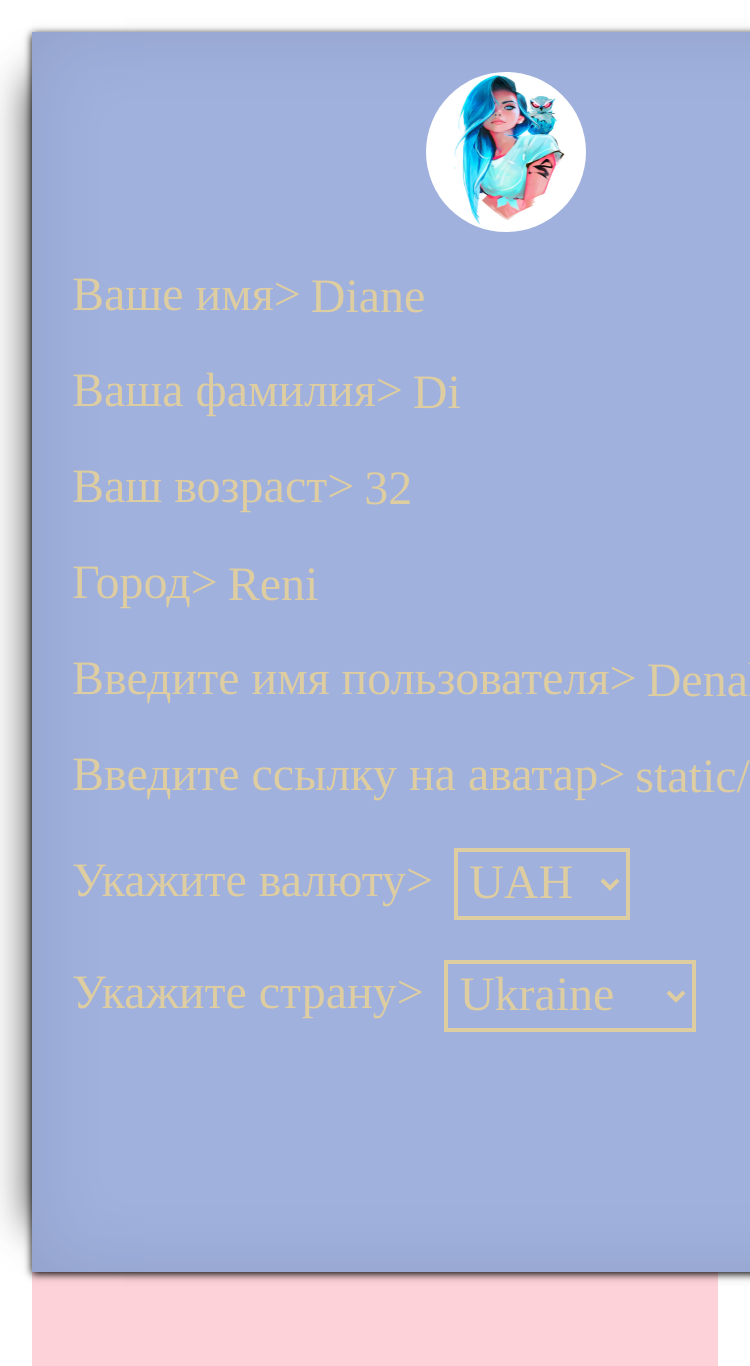 Ваше имя> Diane
Ваша фамилия> Di
Ваш возраст> 32
Город> Reni
Введите имя пользователя>
Введите ссылку на аватар> static/
Укажите валюту> UAH
Укажите страну> Ukraine